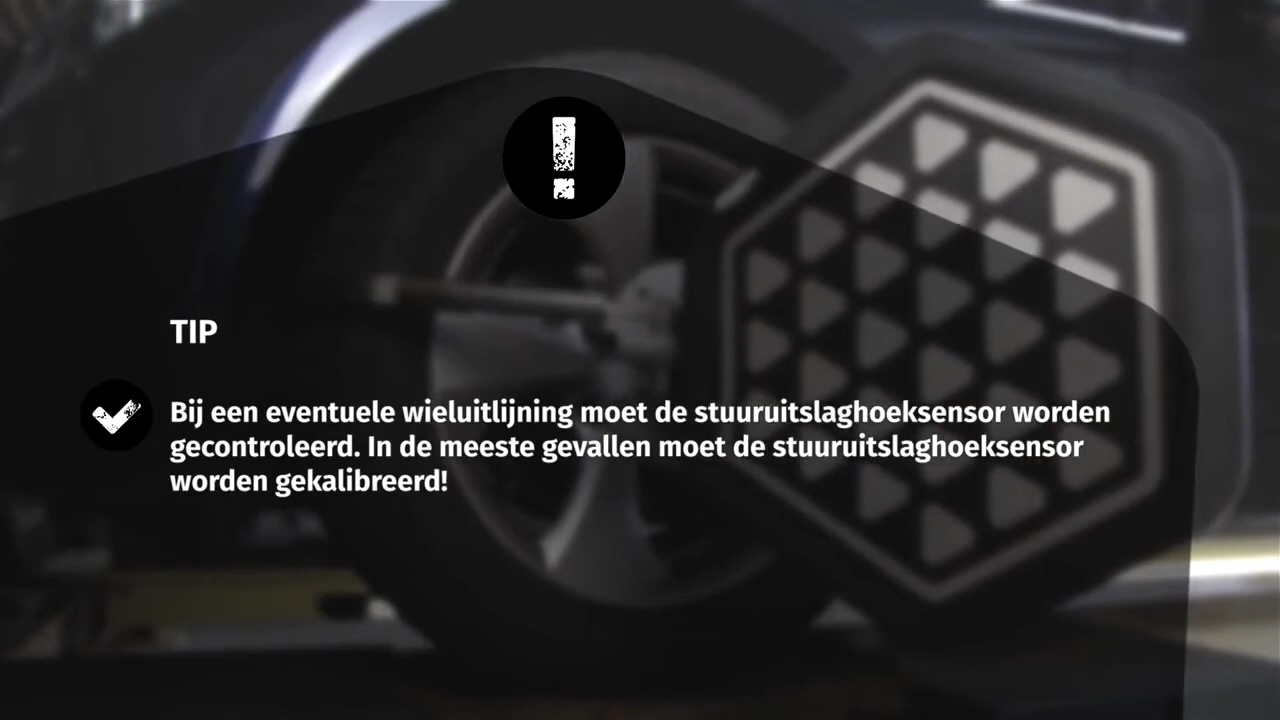 TIP
Bij een eventuele wieluitlijning moet de stuuruitslaghoeksensor worden
gecontroleerd. In de meeste gevallen moet de stuuruitslaghoeksensor
worden gekalibreerd!